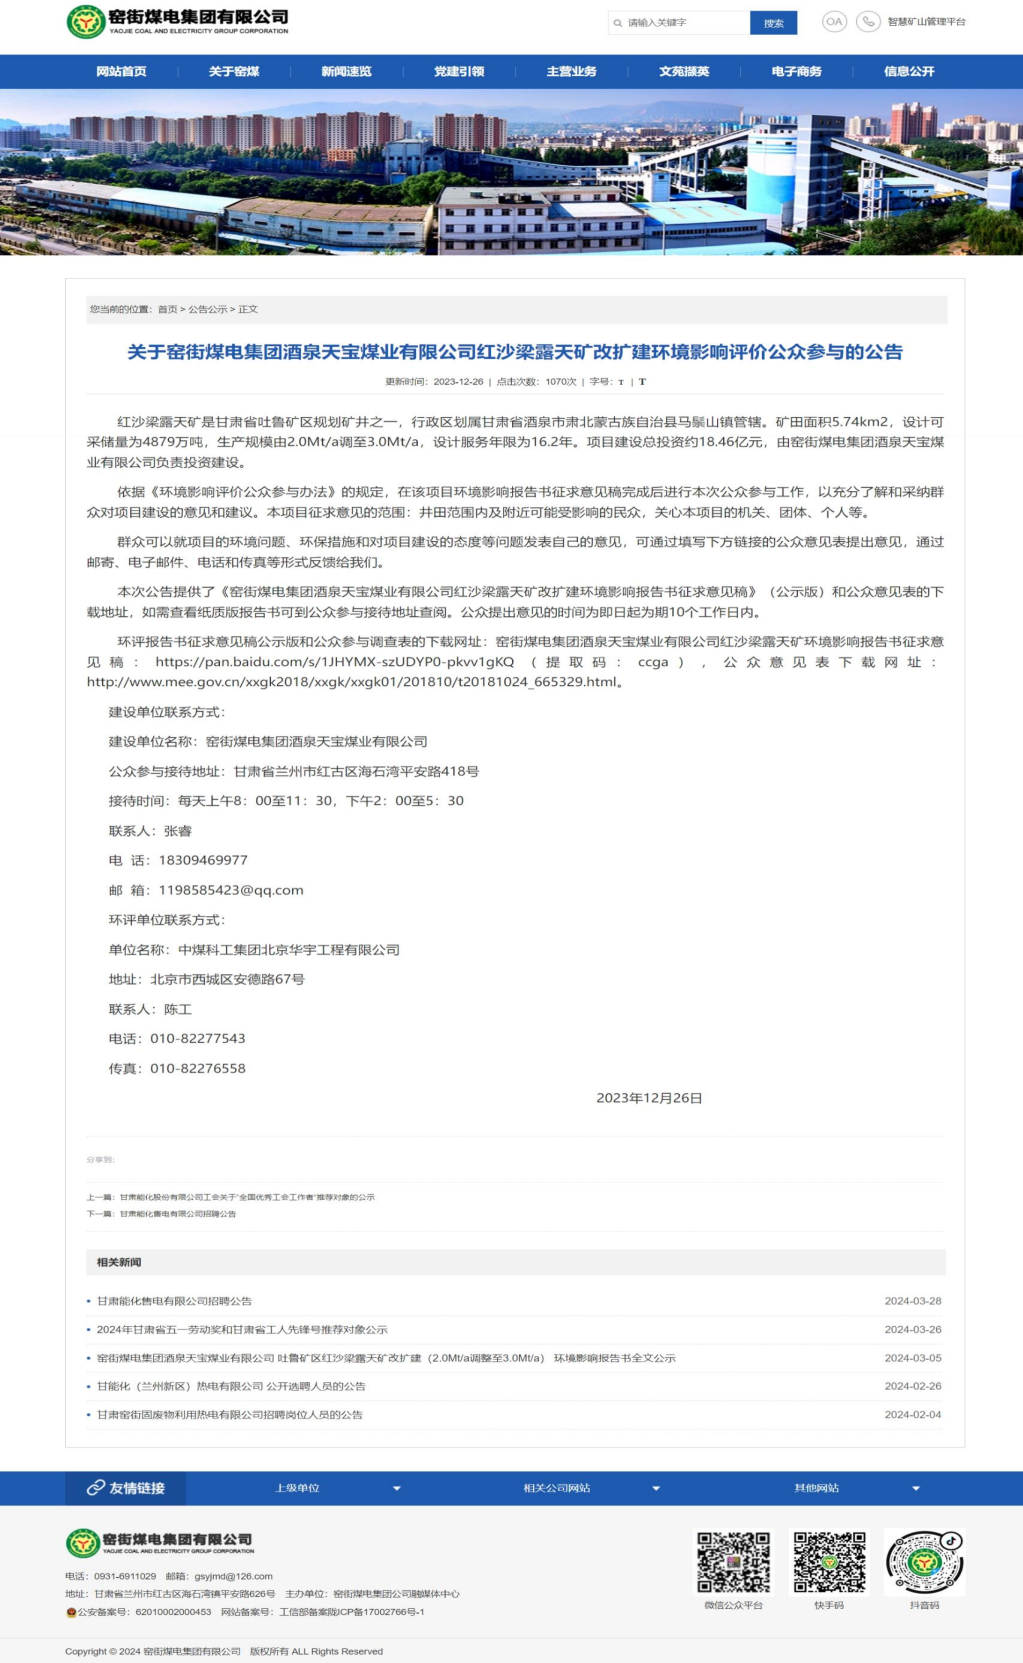 窑街煤电集团有限公司
YAOJIE COAL AND ELECTRICITY GROUP CORPORATION
请输入关键字
搜索
OA
智慧矿山管理平台
网站首页
关于窑煤
新闻速览
党建引领
主营业务
文苑撷英
电子商务
信息公开
您当前的位置：首页 > 公告公示 > 正文
关于窑街煤电集团酒泉天宝煤业有限公司红沙梁露天矿改扩建环境影响评价公众参与的公告
更新时间：2023-12-26 | 点击次数：1070次 | 字号：T | T
红沙梁露天矿是甘肃省吐鲁矿区规划矿井之一，行政区划属甘肃省酒泉市肃北蒙古族自治县马鬃山镇管辖。矿田面积5.74km2，设计可
采储量为4879万吨，生产规模由2.0Mt/a调至3.0Mt/a，设计服务年限为16.2年。项目建设总投资约18.46亿元，由窑街煤电集团酒泉天宝煤
业有限公司负责投资建设。
依据《环境影响评价公众参与办法》的规定，在该项目环境影响报告书征求意见稿完成后进行本次公众参与工作，以充分了解和采纳群
众对项目建设的意见和建议。本项目征求意见的范围：井田范围内及附近可能受影响的民众，关心本项目的机关、团体、个人等。
群众可以就项目的环境问题、环保措施和对项目建设的态度等问题发表自己的意见，可通过填写下方链接的公众意见表提出意见，通过
邮寄、电子邮件、电话和传真等形式反馈给我们。
本次公告提供了《窑街煤电集团酒泉天宝煤业有限公司红沙梁露天矿改扩建环境影响报告书征求意见稿》（公示版）和公众意见表的下
载地址，如需查看纸质版报告书可到公众参与接待地址查阅。公众提出意见的时间为即日起为期10个工作日内。
环评报告书征求意见稿公示版和公众参与调查表的下载网址：窑街煤电集团酒泉天宝煤业有限公司红沙梁露天矿环境影响报告书征求意
见稿：https://pan.baidu.com/s/1JHYMX-szUDYP0-pkvv1gKQ（提取码：ccga），公众意见表下载网址：
http://www.mee.gov.cn/xxgk2018/xxgk/xxgk01/201810/t20181024_665329.html。
建设单位联系方式：
建设单位名称：窑街煤电集团酒泉天宝煤业有限公司
公众参与接待地址：甘肃省兰州市红古区海石湾平安路418号
接待时间：每天上午8：00至11：30，下午2：00至5：30
联系人：张睿
电 话：18309469977
邮 箱：1198585423@qq.com
环评单位联系方式：
单位名称：中煤科工集团北京华宇工程有限公司
地址：北京市西城区安德路67号
联系人：陈工
电话：010-82277543
传真：010-82276558
2023年12月26日
分享到：
上一篇：甘肃能化股份有限公司工会关于“全国优秀工会工作者”推荐对象的公示
下一篇：甘肃能化售电有限公司招聘公告
相关新闻
• 甘肃能化售电有限公司招聘公告 2024-03-28
• 2024年甘肃省五一劳动奖和甘肃省工人先锋号推荐对象公示 2024-03-26
• 窑街煤电集团酒泉天宝煤业有限公司 吐鲁矿区红沙梁露天矿改扩建（2.0Mt/a调整至3.0Mt/a） 环境影响报告书全文公示 2024-03-05
• 甘能化（兰州新区）热电有限公司 公开选聘人员的公告 2024-02-26
• 甘肃窑街固废物利用热电有限公司招聘岗位人员的公告 2024-02-04
友情链接
上级单位
相关公司网站
其他网站
窑街煤电集团有限公司
YAOJIE COAL AND ELECTRICITY GROUP CORPORATION
电话：0931-6911029 邮箱：gsyjmd@126.com
地址：甘肃省兰州市红古区海石湾镇平安路626号 主办单位：窑街煤电集团公司融媒体中心
公安备案号：62010002000453 网站备案号：工信部备案陇ICP备17002766号-1
微信公众平台
快手码
抖音码
Copyright © 2024 窑街煤电集团有限公司 版权所有 ALL Rights Reserved